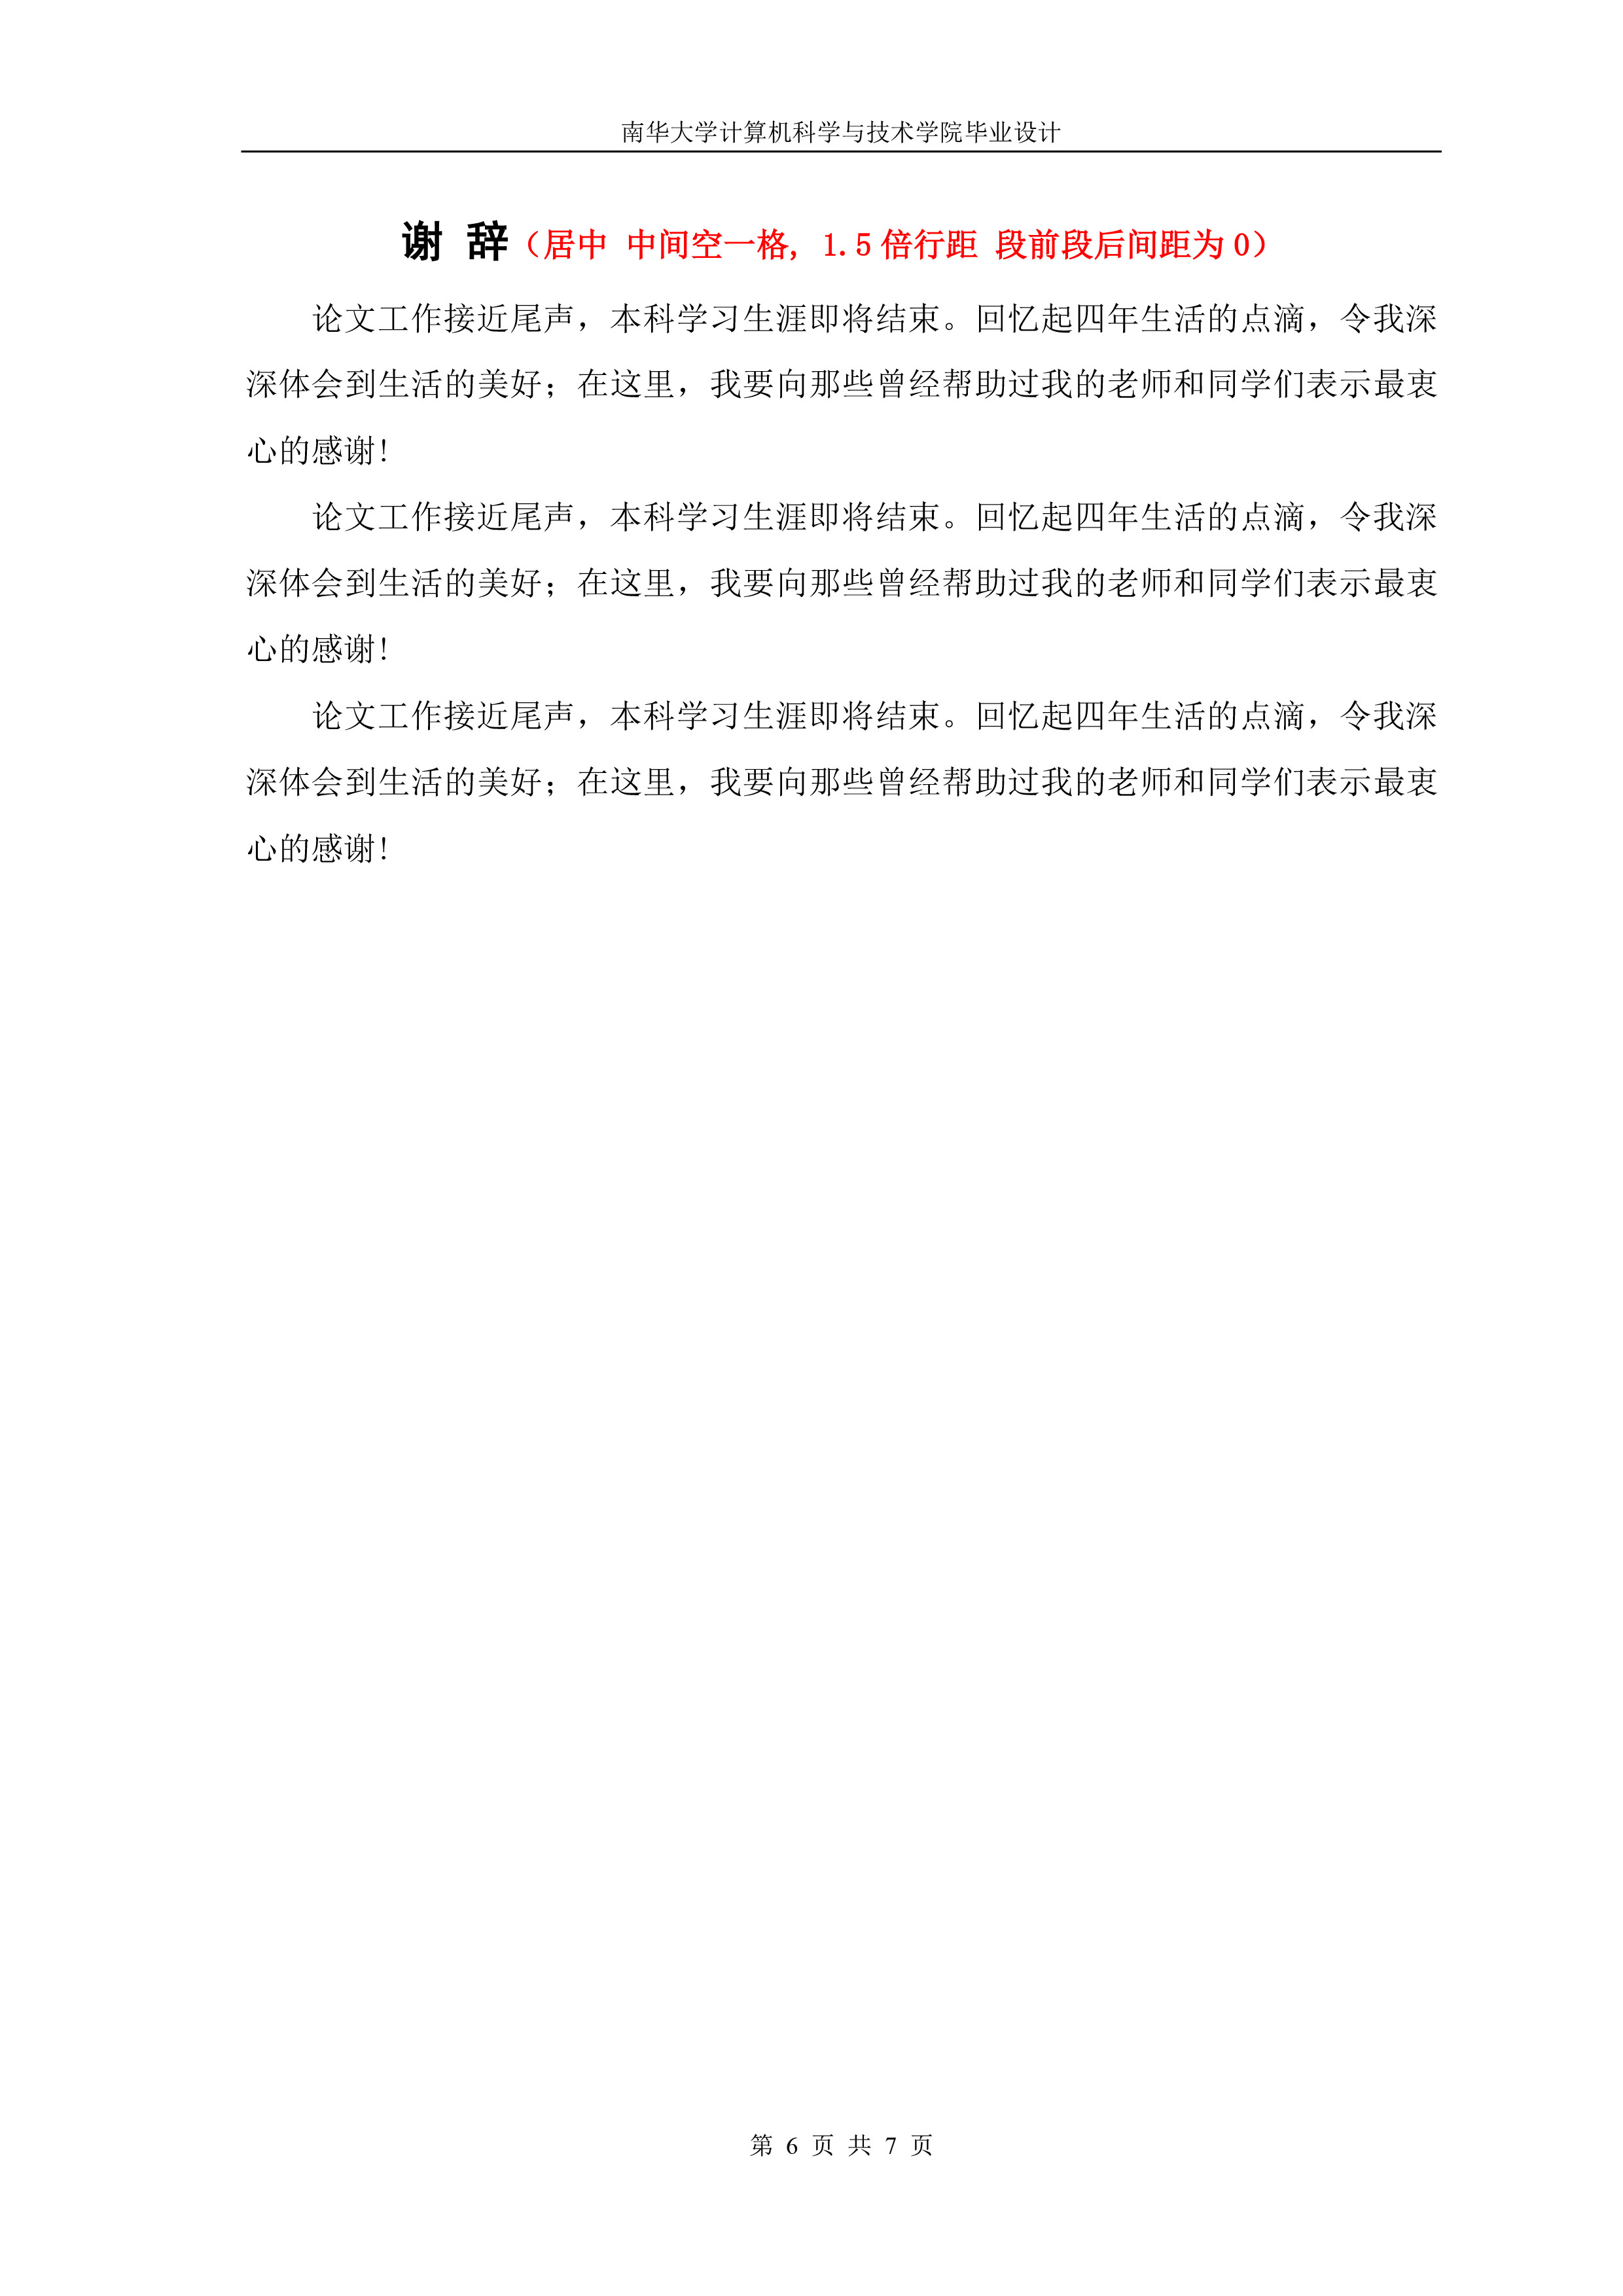 南华大学计算机科学与技术学院毕业设计
谢 辞（居中 中间空一格, 1.5倍行距 段前段后间距为0）
论文工作接近尾声，本科学习生涯即将结束。回忆起四年生活的点滴，令我深
深体会到生活的美好；在这里，我要向那些曾经帮助过我的老师和同学们表示最衷
心的感谢！
论文工作接近尾声，本科学习生涯即将结束。回忆起四年生活的点滴，令我深
深体会到生活的美好；在这里，我要向那些曾经帮助过我的老师和同学们表示最衷
心的感谢！
论文工作接近尾声，本科学习生涯即将结束。回忆起四年生活的点滴，令我深
深体会到生活的美好；在这里，我要向那些曾经帮助过我的老师和同学们表示最衷
心的感谢！
第 6 页 共 7 页